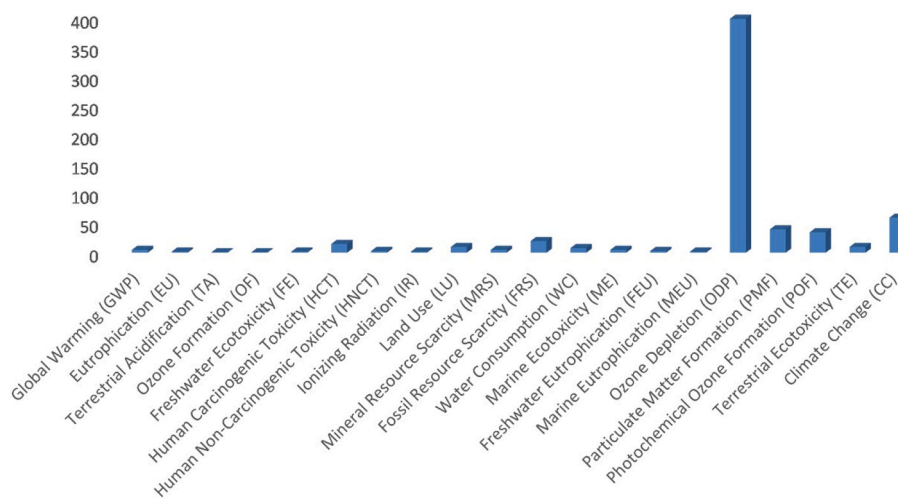 400
350
300
250
200
150
100
50
0
Global Warming (GWP)
Eutrophication (EU)
Terrestrial Acidification (TA)
Ozone Formation (OF)
Freshwater Ecotoxicity (FE)
Human Carcinogenic Toxicity (HCT)
Human Non-Carcinogenic Toxicity (HNCT)
Ionizing Radiation (IR)
Land Use (LU)
Mineral Resource Scarcity (MRS)
Fossil Resource Scarcity (FRS)
Water Consumption (WC)
Marine Ecotoxicity (ME)
Freshwater Eutrophication (FEU)
Marine Eutrophication (MEU)
Ozone Depletion (ODP)
Particulate Matter Formation (PMF)
Photochemical Ozone Formation (POF)
Terrestrial Ecotoxicity (TE)
Climate Change (CC)